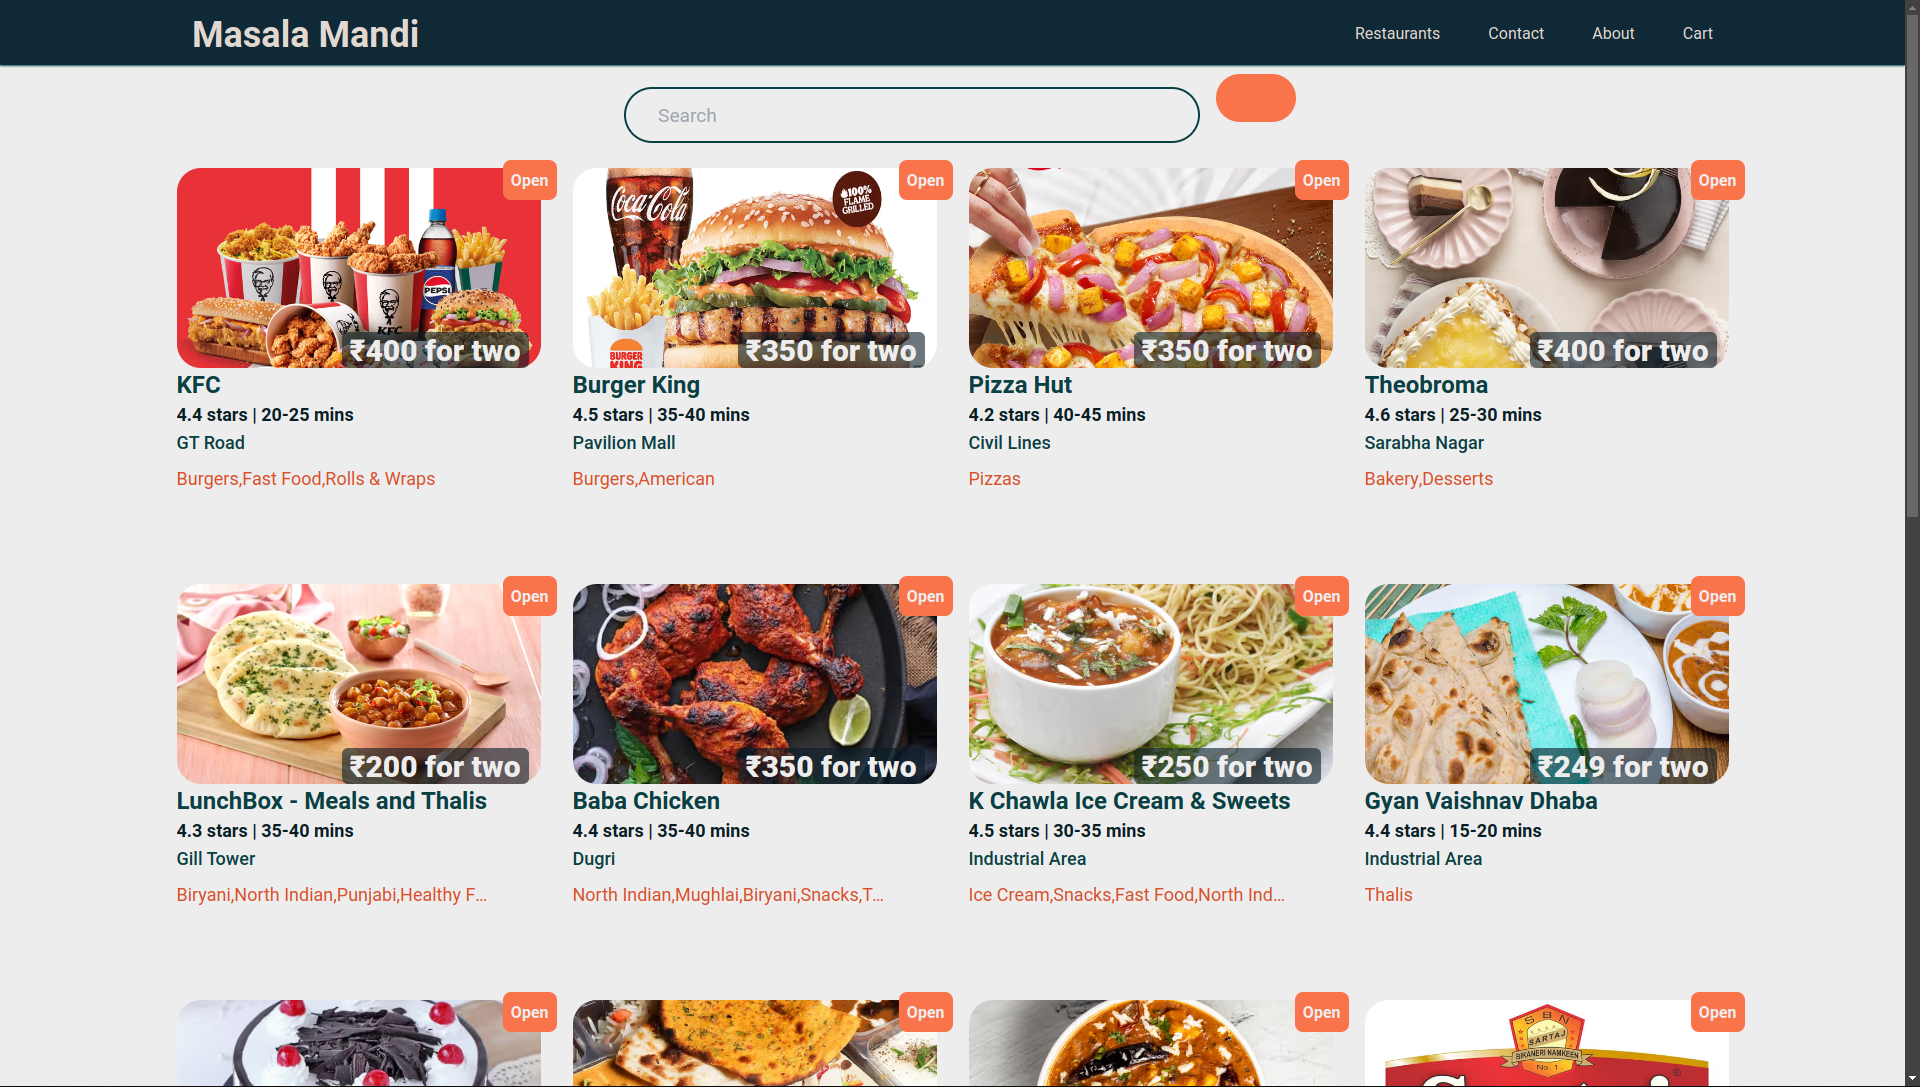 Masala Mandi
Restaurants
Contact
About
Cart
Search
Open
Open
Open
Open
PEPSI
KFC
₹400 for two
Coca-Cola
100%
FLAME
GRILLED
BURGER
KING
₹350 for two
₹350 for two
₹400 for two
KFC
4.4 stars | 20-25 mins
GT Road
Burgers,Fast Food,Rolls & Wraps
Burger King
4.5 stars | 35-40 mins
Pavilion Mall
Burgers,American
Pizza Hut
4.2 stars | 40-45 mins
Civil Lines
Pizzas
Theobroma
4.6 stars | 25-30 mins
Sarabha Nagar
Bakery,Desserts
Open
Open
Open
Open
₹200 for two
₹350 for two
₹250 for two
₹249 for two
LunchBox - Meals and Thalis
4.3 stars | 35-40 mins
Gill Tower
Biryani,North Indian,Punjabi,Healthy F...
Baba Chicken
4.4 stars | 35-40 mins
Dugri
North Indian,Mughlai,Biryani,Snacks,T...
K Chawla Ice Cream & Sweets
4.5 stars | 30-35 mins
Industrial Area
Ice Cream,Snacks,Fast Food,North Ind...
Gyan Vaishnav Dhaba
4.4 stars | 15-20 mins
Industrial Area
Thalis
Open
Open
Open
Open
SBN
SARTAJ
BIKANERI NAMKEEN
No. 1